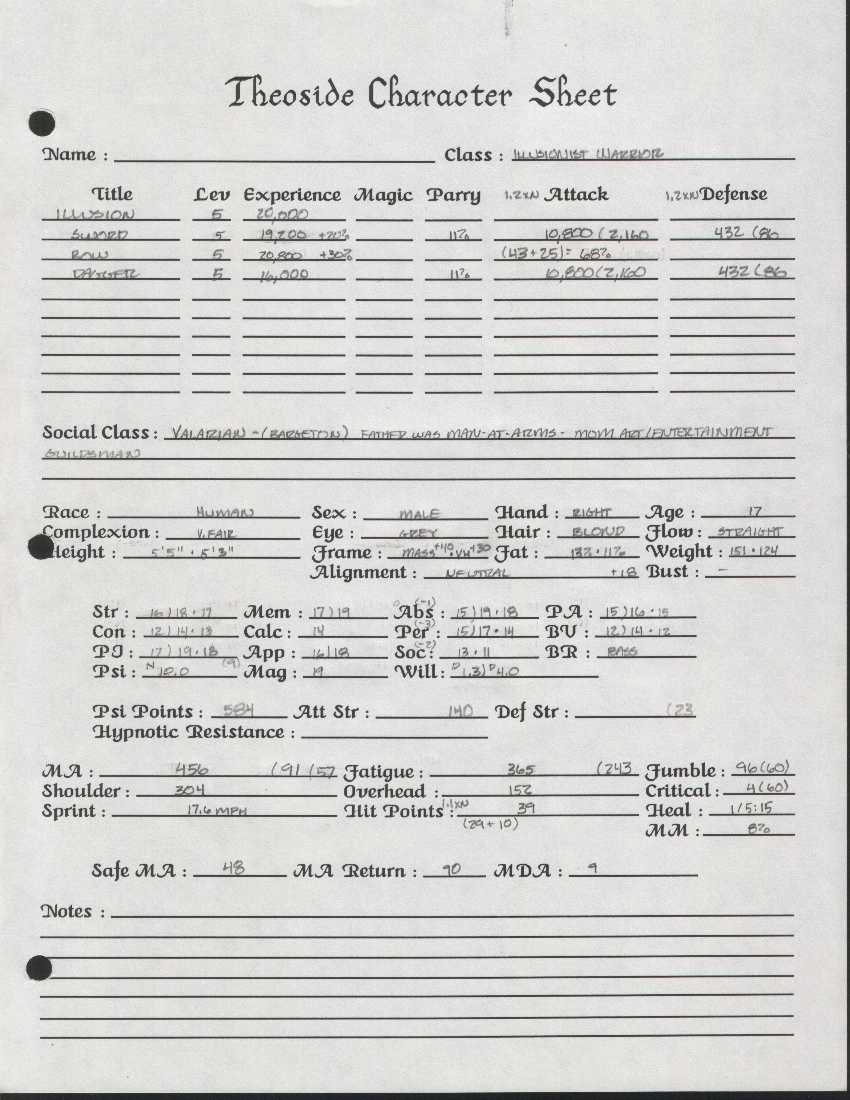 Theoside Character Sheet
Name : Class : ILLUSIONIST WARRIOR
Title Lev Experience Magic Parry 1.2xN Attack 1.2xN Defense
ILLUSION 5 20,000
SWORD 5 19,200 +20% 11% 10,800 (2,160 432 (86
BOW 5 20,800 +30% (43+25)= 68%
DAGGER 5 16,000 11% 10,800(2,160 432 (86
Social Class : VALARIAN - (BARGETON) FATHER WAS MAN-AT-ARMS - MOM ART/ENTERTAINMENT
GUILDSMAN
Race : HUMAN Sex : MALE Hand : RIGHT Age : 17
Complexion : V. FAIR Eye : GREY Hair : BLOND Flow : STRAIGHT
Height : 5'5" · 5'3" Frame : MASS +40 · VH +30 Fat : 13% · 11% Weight : 151 · 124
Alignment : NEUTRAL +18 Bust : -
Str : 16)18 · 17 Mem : 17)19 Abs : (-1) 15)19 · 18 PA : 15)16 · 15
Con : 12)14 · 13 Calc : 14 Per : (-3) 15)17 · 14 BV : 12)14 · 12
PI : 17)19 · 18 App : 16)18 Soc : (-2) 13 · 11 BR : BASS
Psi : N 12.0 (9) Mag : 19 Will : D 1.3) D 4.0
Psi Points : 584 Att Str : 140 Def Str : (23
Hypnotic Resistance :
MA : 456 (91 (57 Fatigue : 365 (243 Fumble : 96(60)
Shoulder : 304 Overhead : 152 Critical : 4(60)
Sprint : 17.6 MPH Hit Points 1.1xN : 39 Heal : 1/5:15
(29+10) MM : 8%
Safe MA : 48 MA Return : 90 MDA : 9
Notes :